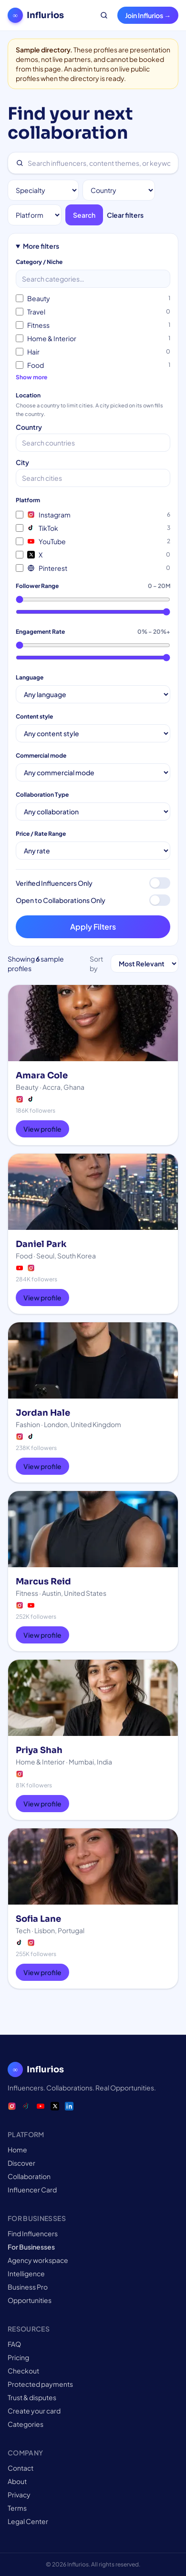 Influrios
Join Influrios →
Sample directory. These profiles are presentation
demos, not live partners, and cannot be booked
from this page. An admin turns on live public
profiles when the directory is ready.
Find your next
collaboration
Search influencers, content themes, or keyw
Specialty
Country
Platform
Search
Clear filters
▼ More filters
Category / Niche
Search categories...
Beauty 1
Travel 0
Fitness 1
Home & Interior 1
Hair 0
Food 1
Show more
Location
Choose a country to limit cities. A city picked on its own fills
the country.
Country
Search countries
City
Search cities
Platform
Instagram 6
TikTok 3
YouTube 2
X 0
Pinterest 0
Follower Range 0 – 20M
Engagement Rate 0% – 20%+
Language
Any language
Content style
Any content style
Commercial mode
Any commercial mode
Collaboration Type
Any collaboration
Price / Rate Range
Any rate
Verified Influencers Only
Open to Collaborations Only
Apply Filters
Showing 6 sample
profiles
Sort
by
Most Relevant
Amara Cole
Beauty · Accra, Ghana
186K followers
View profile
Daniel Park
Food · Seoul, South Korea
284K followers
View profile
Jordan Hale
Fashion · London, United Kingdom
238K followers
View profile
Marcus Reid
Fitness · Austin, United States
252K followers
View profile
Priya Shah
Home & Interior · Mumbai, India
81K followers
View profile
Sofia Lane
Tech · Lisbon, Portugal
255K followers
View profile
Influrios
Influencers. Collaborations. Real Opportunities.
PLATFORM
Home
Discover
Collaboration
Influencer Card
FOR BUSINESSES
Find Influencers
For Businesses
Agency workspace
Intelligence
Business Pro
Opportunities
RESOURCES
FAQ
Pricing
Checkout
Protected payments
Trust & disputes
Create your card
Categories
COMPANY
Contact
About
Privacy
Terms
Legal Center
© 2026 Influrios. All rights reserved.